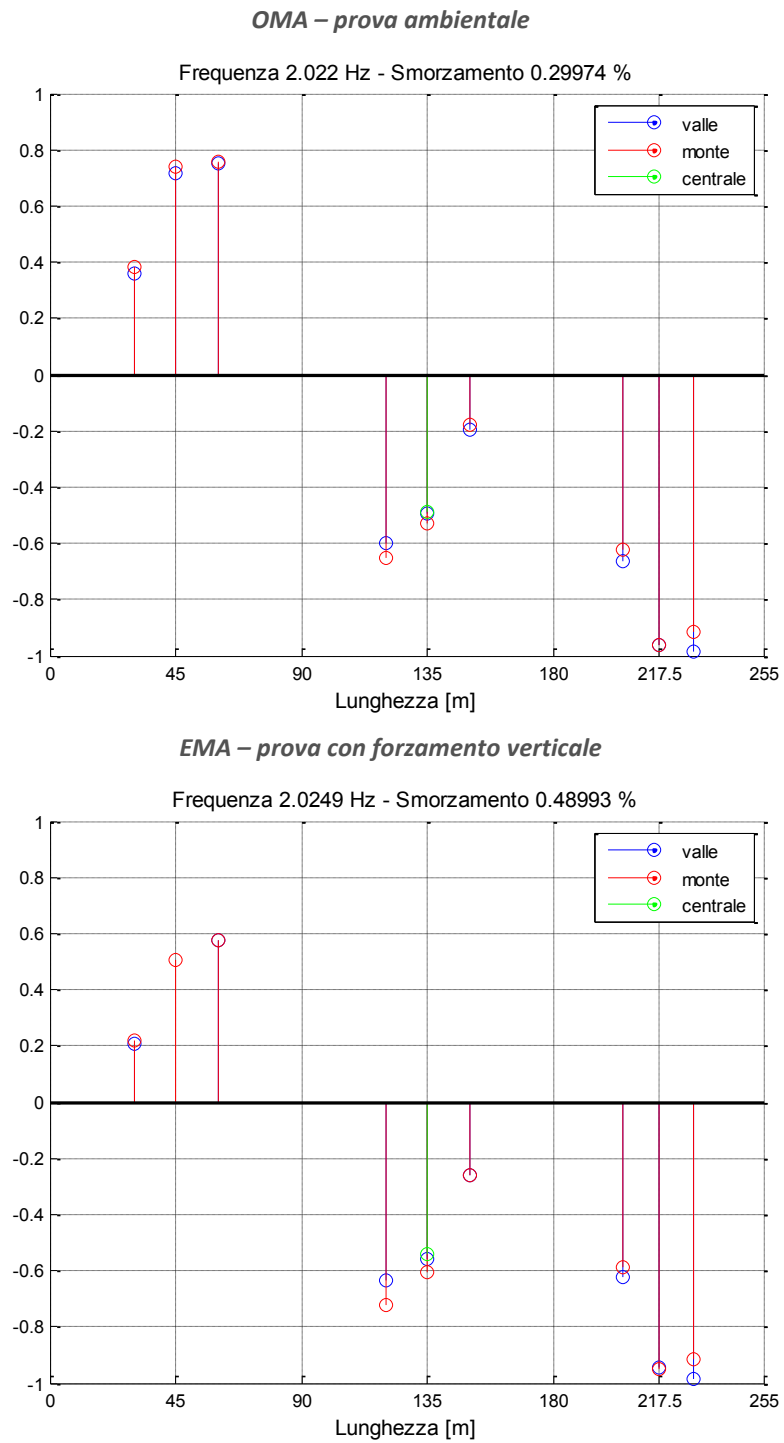 OMA – prova ambientale
Frequenza 2.022 Hz - Smorzamento 0.29974 %
1
0.8
0.6
0.4
0.2
0
-0.2
-0.4
-0.6
-0.8
-1
valle
monte
centrale
0 45 90 135 180 217.5 255
Lunghezza [m]
EMA – prova con forzamento verticale
Frequenza 2.0249 Hz - Smorzamento 0.48993 %
1
0.8
0.6
0.4
0.2
0
-0.2
-0.4
-0.6
-0.8
-1
valle
monte
centrale
0 45 90 135 180 217.5 255
Lunghezza [m]